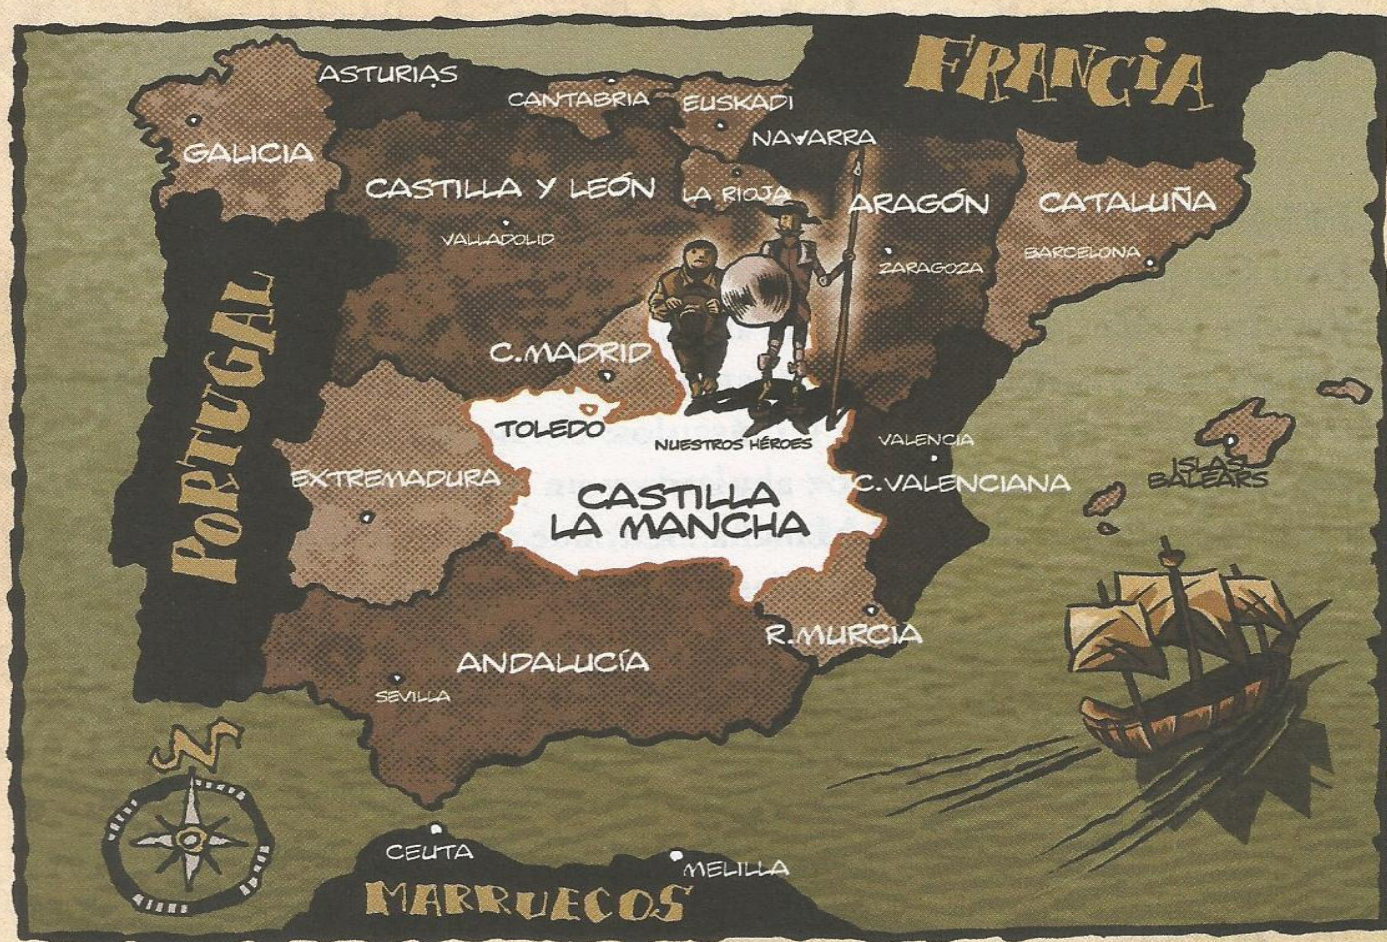 FRANCIA
ASTURIAS
CANTABRIA
EUSKADI
NAVARRA
GALICIA
CASTILLA Y LEÓN
LA RIOJA
ARAGÓN
CATALUÑA
VALLADOLID
ZARAGOZA
BARCELONA
PORTUGAL
C.MADRID
TOLEDO
NUESTROS HÉROES
VALENCIA
EXTREMADURA
CASTILLA
LA MANCHA
C.VALENCIANA
ISLAS
BALEARS
R.MURCIA
ANDALUCÍA
SEVILLA
N
CEUTA
MELILLA
MARRUECOS